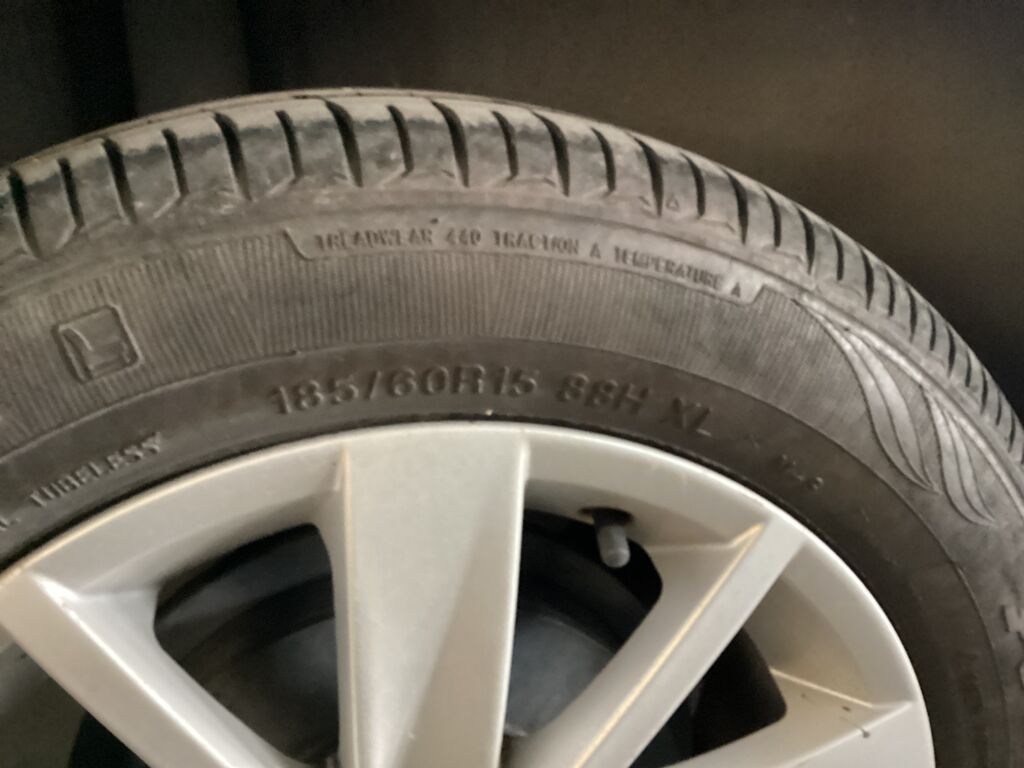 TREADWEAR 440 TRACTION A TEMPERATURE A
185/60R15 88H XL
TUBELESS